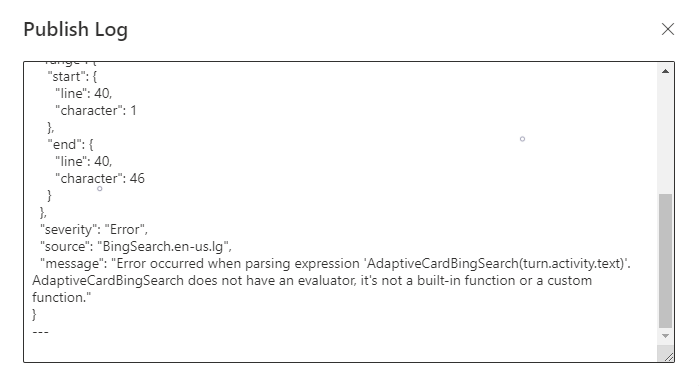 Publish Log
"range": {
"start": {
"line": 40,
"character": 1
},
"end": {
"line": 40,
"character": 46
}
},
"severity": "Error",
"source": "BingSearch.en-us.lg",
"message": "Error occurred when parsing expression 'AdaptiveCardBingSearch(turn.activity.text)'.
AdaptiveCardBingSearch does not have an evaluator, it's not a built-in function or a custom
function."
}
---